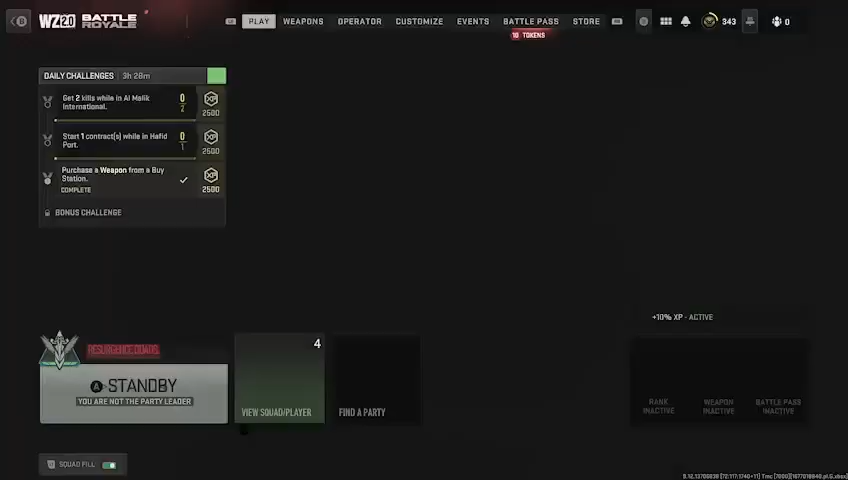 WZ2.0 BATTLE ROYALE
PLAY WEAPONS OPERATOR CUSTOMIZE EVENTS BATTLE PASS STORE
343
0
10 TOKENS
DAILY CHALLENGES 3h 28m
Get 2 kills while in Al Malik International.
0
2
XP
2500
Start 1 contract(s) while in Hafid Port.
0
1
XP
2500
Purchase a Weapon from a Buy Station.
COMPLETE
XP
2500
BONUS CHALLENGE
+10% XP - ACTIVE
RESURGENCE QUADS
A STANDBY
YOU ARE NOT THE PARTY LEADER
4
VIEW SQUAD/PLAYER
FIND A PARTY
RANK INACTIVE
WEAPON INACTIVE
BATTLE PASS INACTIVE
SQUAD FILL